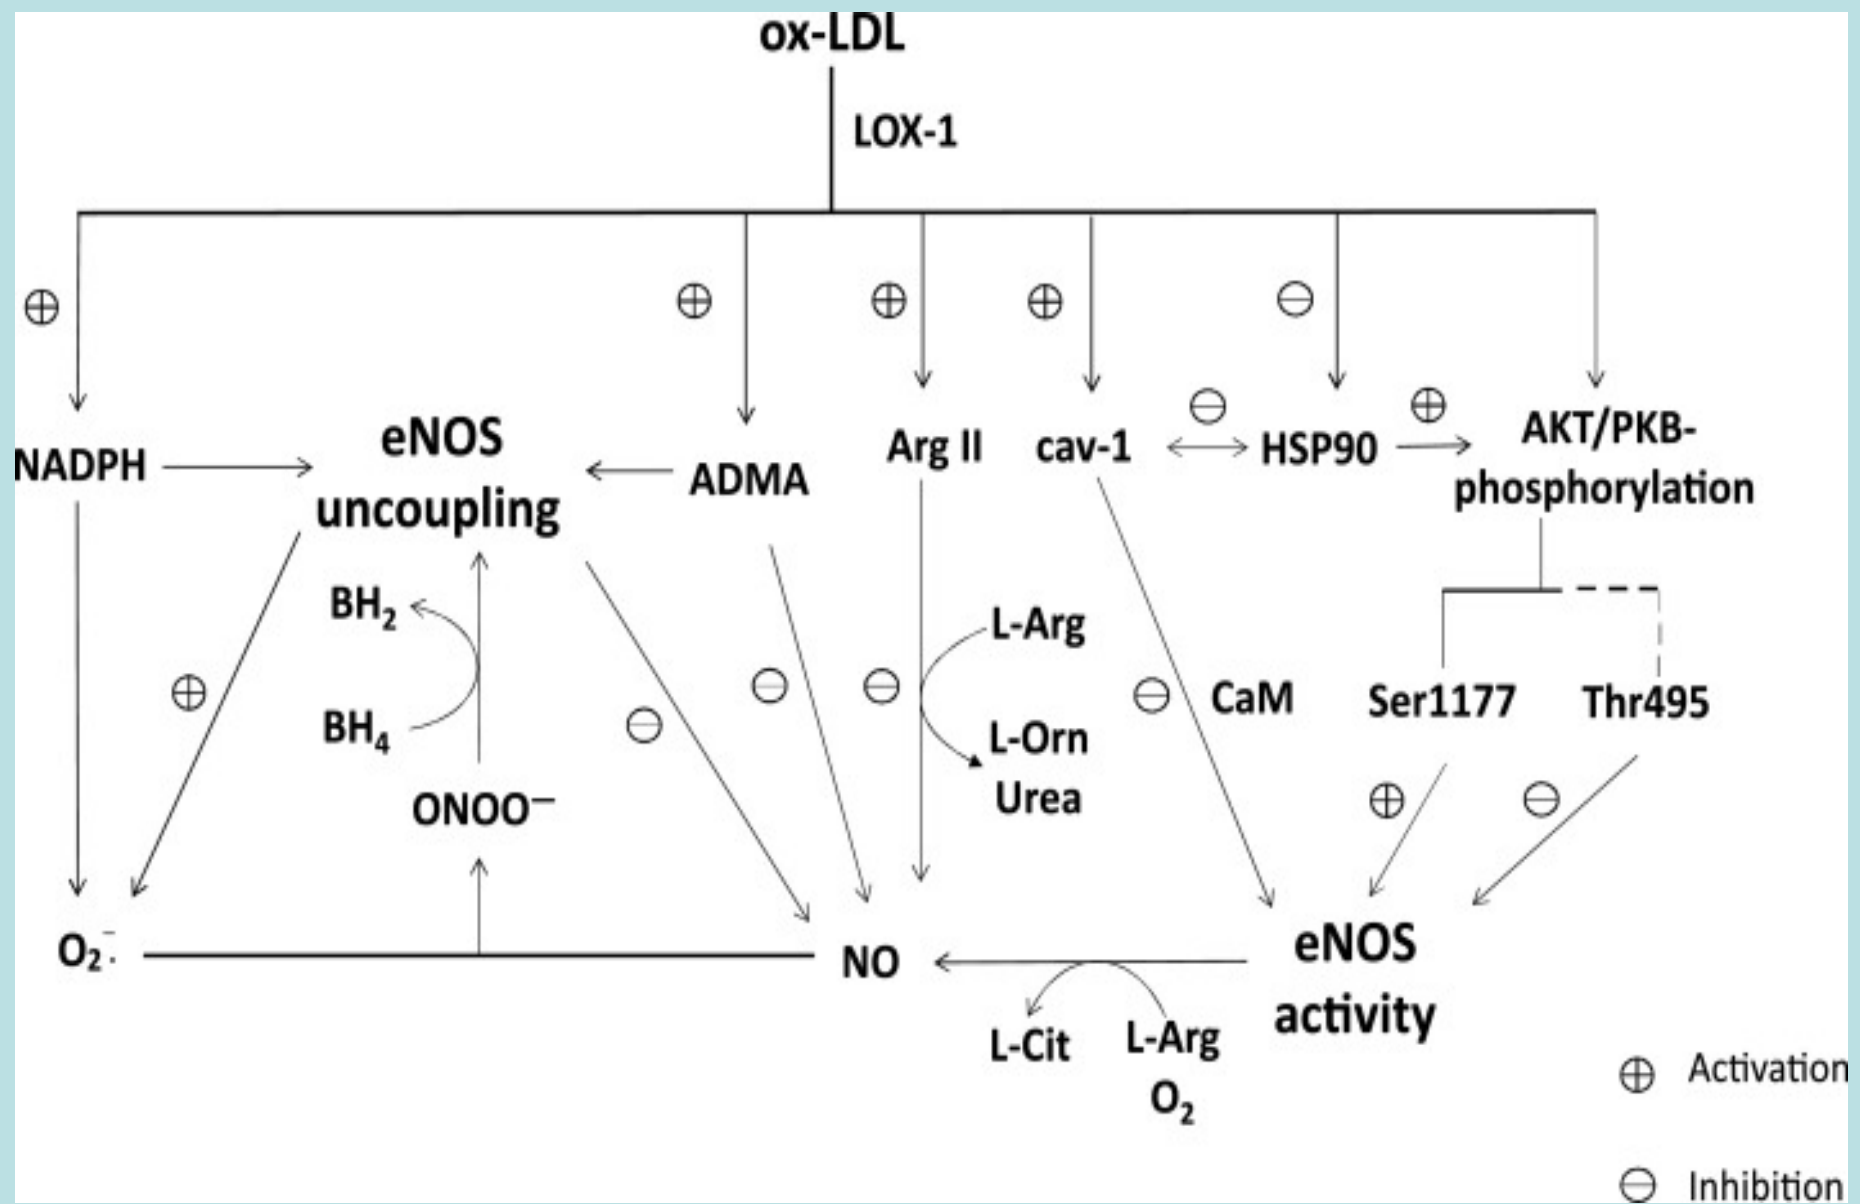 ox-LDL
LOX-1
NADPH
eNOS
uncoupling
ADMA
Arg II
cav-1
HSP90
AKT/PKB-
phosphorylation
BH₂
BH₄
ONOO⁻
L-Arg
L-Orn
Urea
CaM
Ser1177
Thr495
O₂⁻·
NO
eNOS
activity
L-Cit
L-Arg
O₂
⊕ Activation
⊖ Inhibition